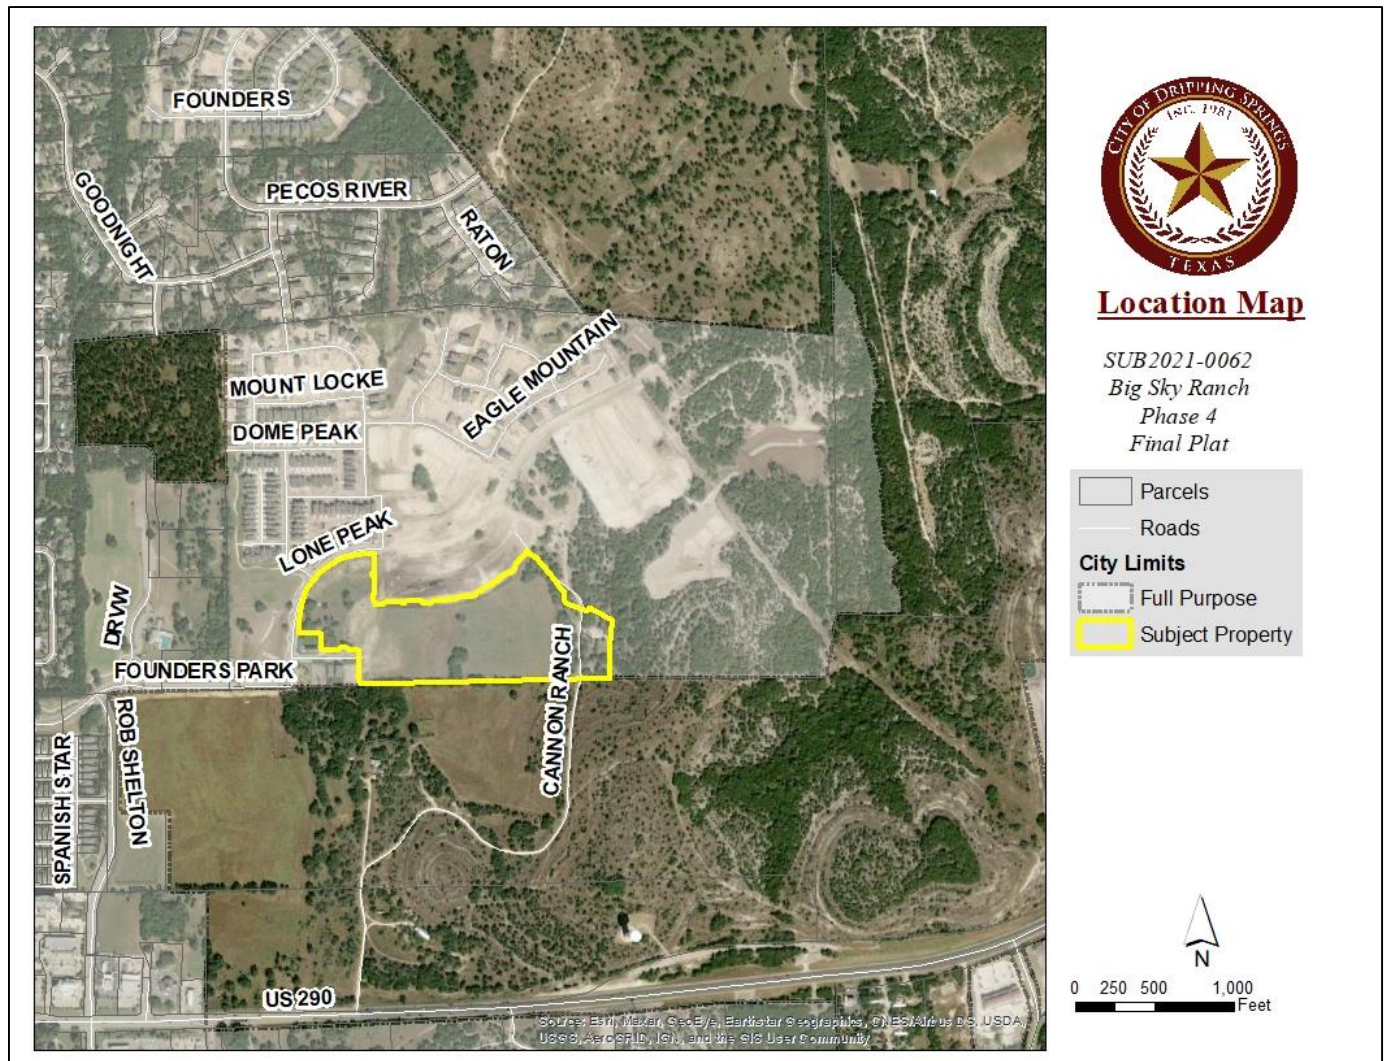 FOUNDERS
PECOS RIVER
GOODNIGHT
RATON
EAGLE MOUNTAIN
MOUNT LOCKE
DOME PEAK
LONE PEAK
DRVW
FOUNDERS PARK
CANNON RANCH
ROB SHELTON
SPANISH STAR
US 290
Source: Esri, Maxar, GeoEye, Earthstar Geographics, CNES/Airbus DS, USDA,
USGS, AeroGRID, IGN, and the GIS User Community
CITY OF DRIPPING SPRINGS
INC. 1981
TEXAS
Location Map
SUB2021-0062
Big Sky Ranch
Phase 4
Final Plat
Parcels
Roads
City Limits
Full Purpose
Subject Property
N
0 250 500 1,000
Feet